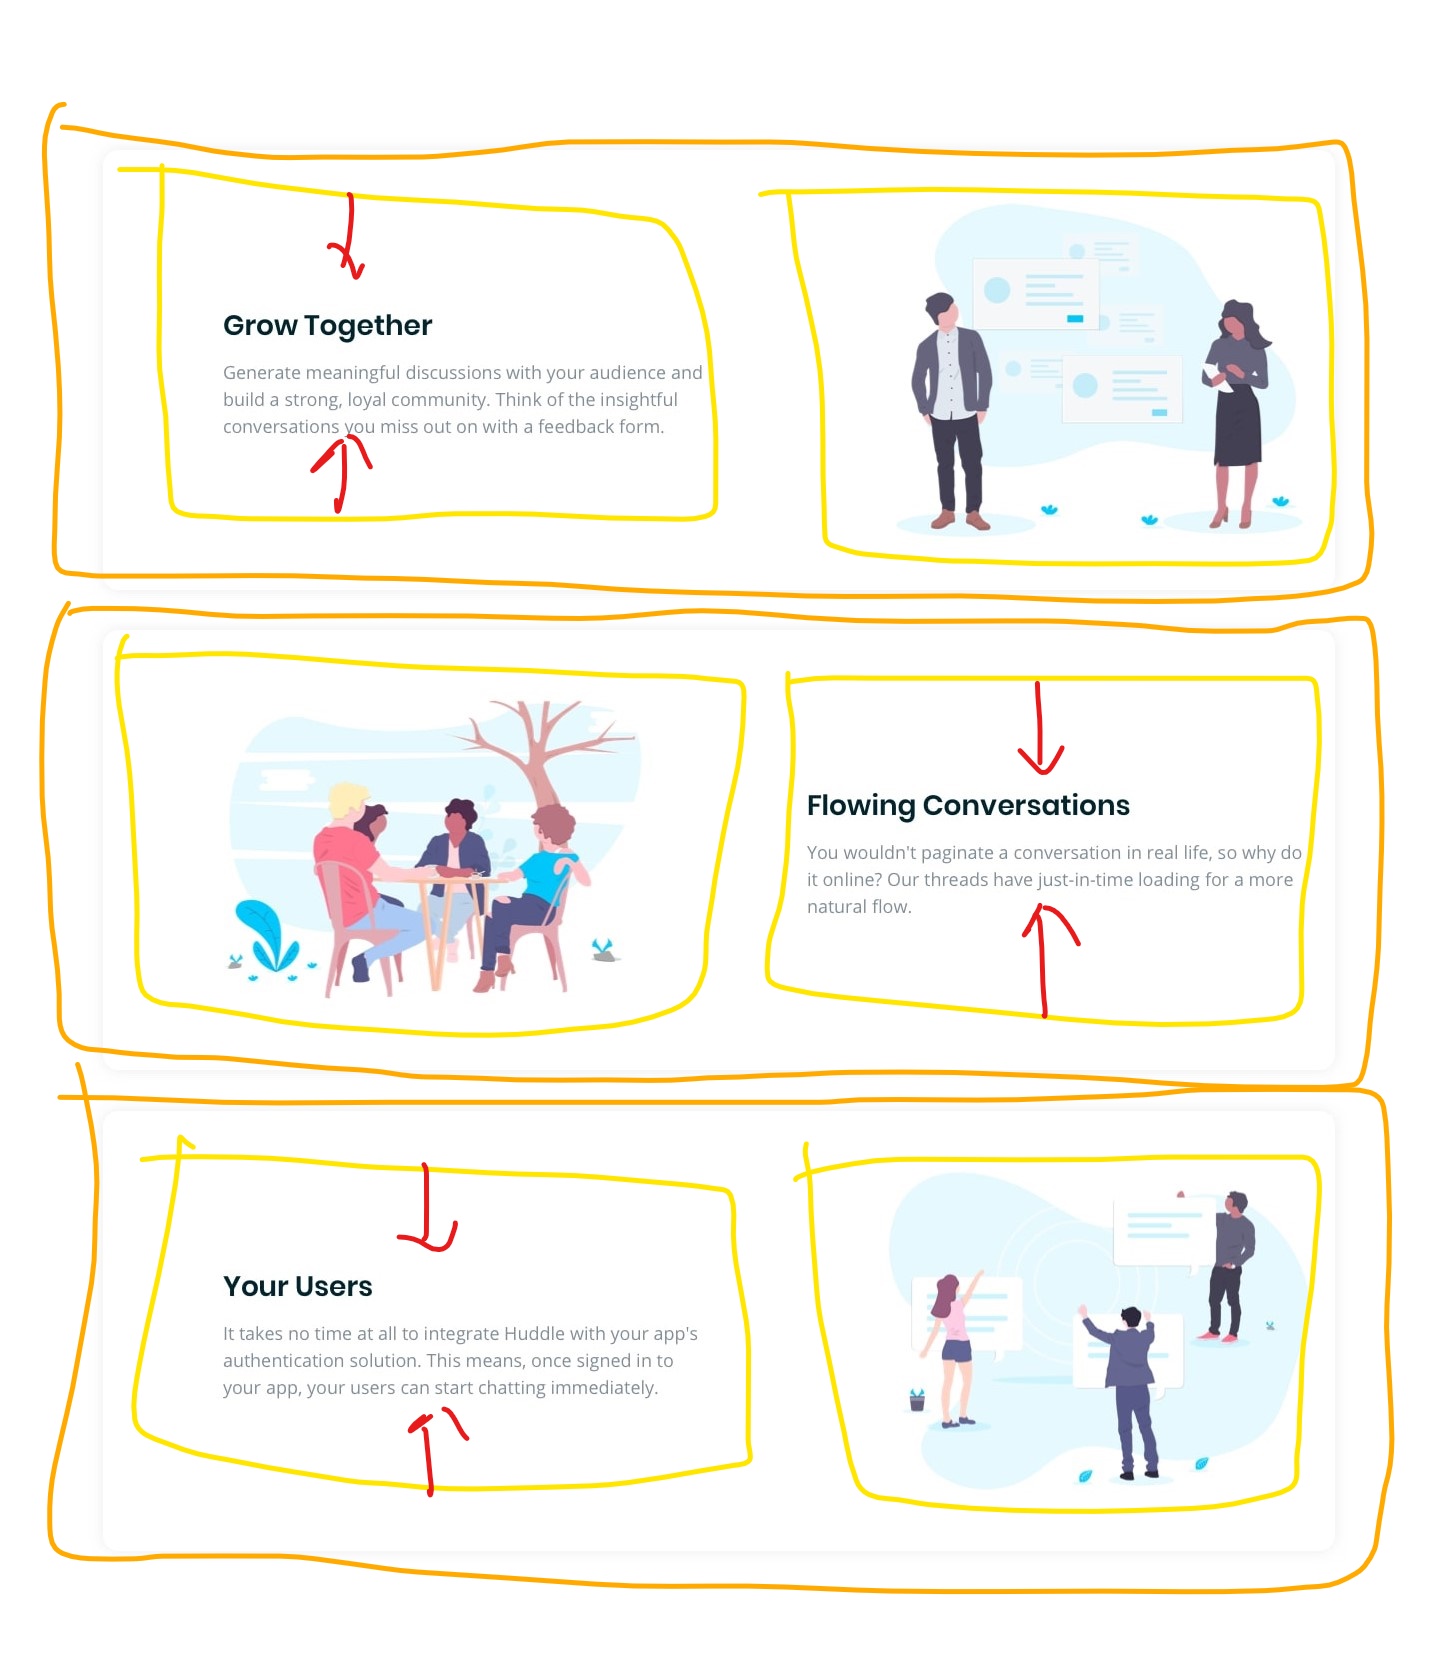 Grow Together
Generate meaningful discussions with your audience and
build a strong, loyal community. Think of the insightful
conversations you miss out on with a feedback form.
Flowing Conversations
You wouldn't paginate a conversation in real life, so why do
it online? Our threads have just-in-time loading for a more
natural flow.
Your Users
It takes no time at all to integrate Huddle with your app's
authentication solution. This means, once signed in to
your app, your users can start chatting immediately.